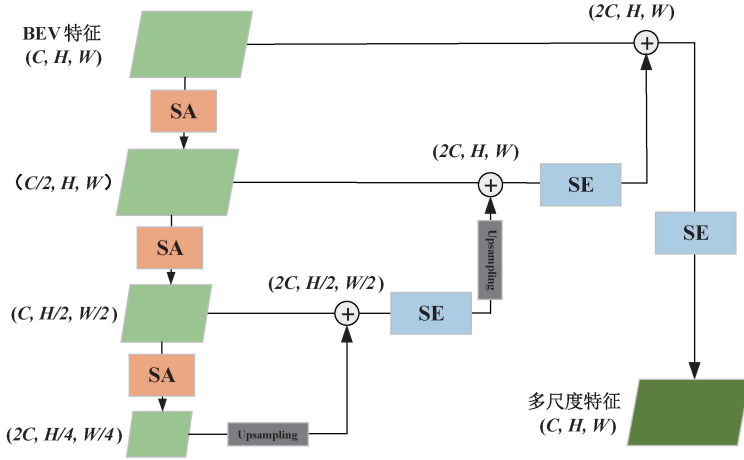 BEV 特征
(C, H, W)
(2C, H, W)
SA
(2C, H, W)
（C/2, H, W）
SE
SA
Upsampling
SE
(C, H/2, W/2)
(2C, H/2, W/2)
SE
SA
(2C, H/4, W/4)
Upsampling
多尺度特征
(C, H, W)